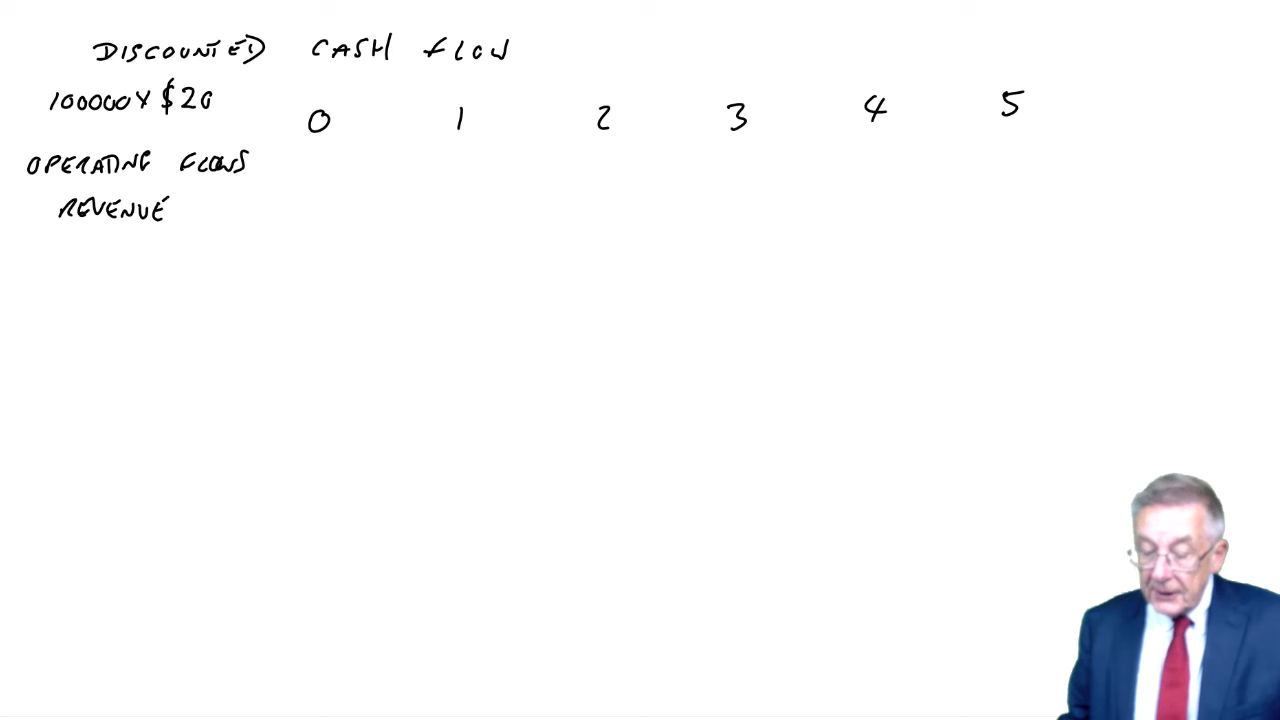 DISCOUNTED CASH FLOW
100000 x $20
0 1 2 3 4 5
OPERATING FLOWS
REVENUE